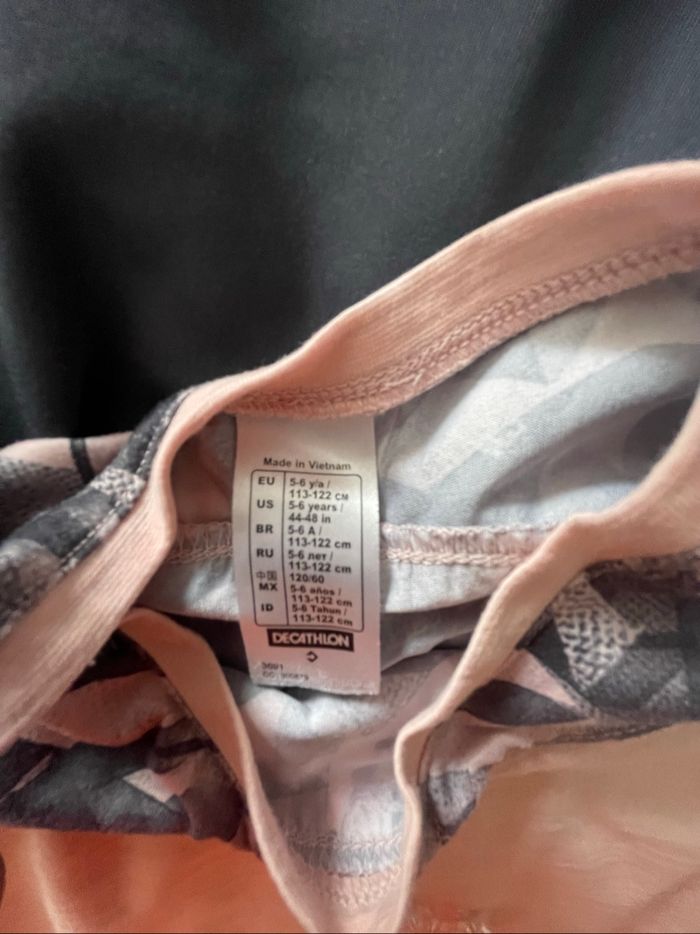 Made in Vietnam
EU 5-6 y/a /
113-122 CM
US 5-6 years /
44-48 in
BR 5-6 A /
113-122 cm
RU 5-6 лет /
113-122 cm
中国 120/60
MX 5-6 años /
113-122 cm
ID 5-6 Tahun /
113-122 cm
DECATHLON